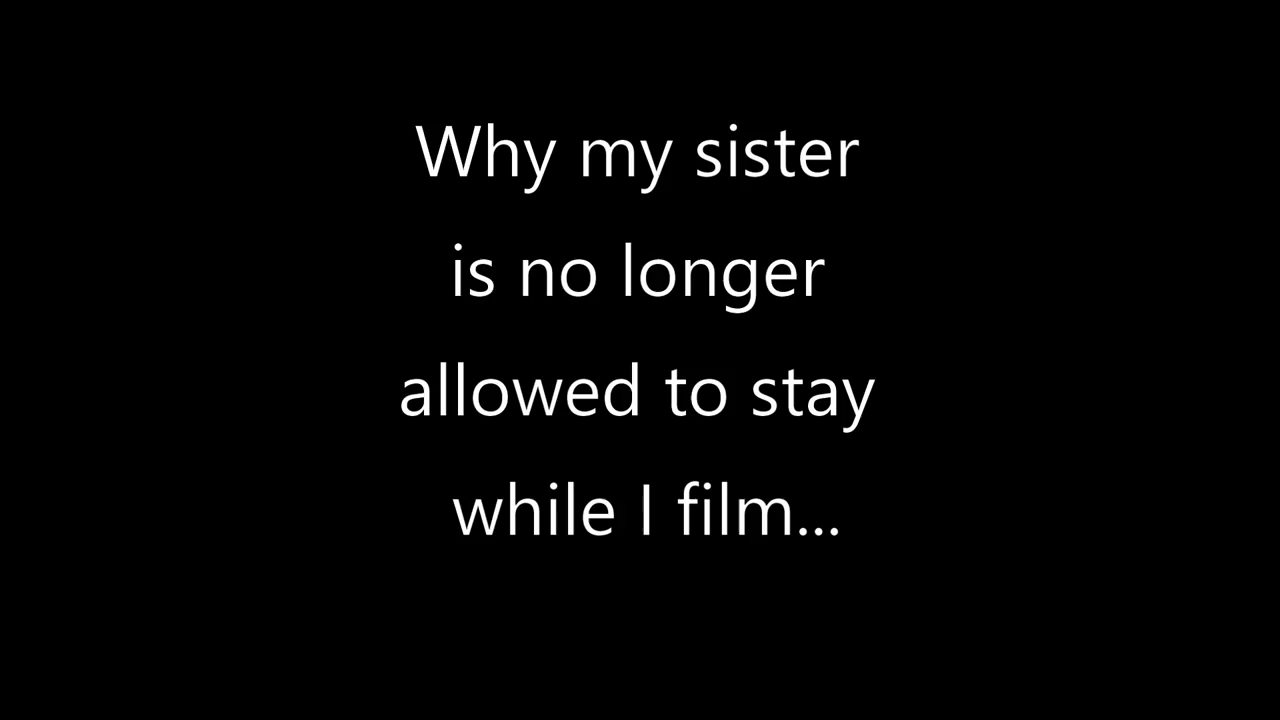 Why my sister
is no longer
allowed to stay
while I film...